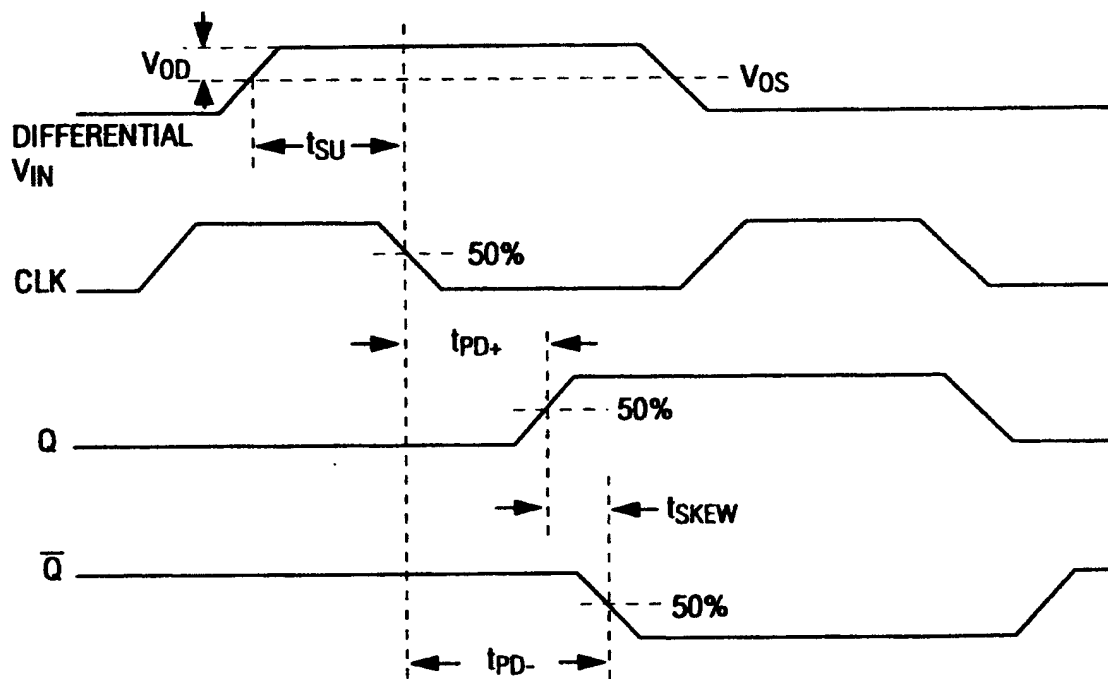 VOD
VOS
DIFFERENTIAL
VIN
tSU
50%
CLK
tPD+
50%
Q
tSKEW
Q̅
50%
tPD-